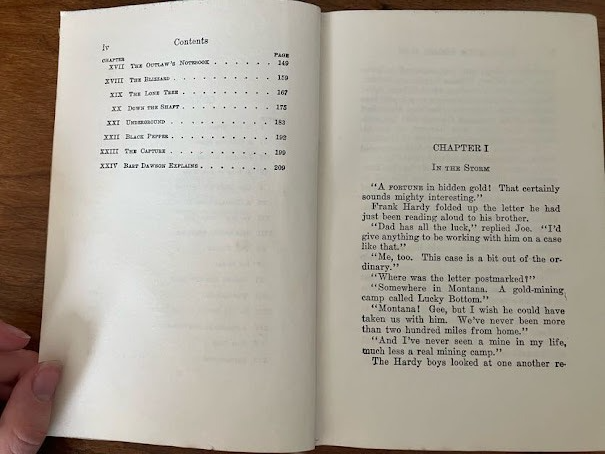 iv Contents
CHAPTER PAGE
XVII THE OUTLAW'S NOTEBOOK . . . . . . 149
XVIII THE BLIZZARD . . . . . . . . . . 159
XIX THE LONE TREE . . . . . . . . . 167
XX DOWN THE SHAFT . . . . . . . . . 175
XXI UNDERGROUND . . . . . . . . . . 183
XXII BLACK PEPPER . . . . . . . . . . 192
XXIII THE CAPTURE . . . . . . . . . . 199
XXIV BART DAWSON EXPLAINS . . . . . . . 209
CHAPTER I
IN THE STORM
"A FORTUNE in hidden gold! That certainly
sounds mighty interesting."
Frank Hardy folded up the letter he had
just been reading aloud to his brother.
"Dad has all the luck," replied Joe. "I'd
give anything to be working with him on a case
like that."
"Me, too. This case is a bit out of the or-
dinary."
"Where was the letter postmarked?"
"Somewhere in Montana. A gold-mining
camp called Lucky Bottom."
"Montana! Gee, but I wish he could have
taken us with him. We've never been more
than two hundred miles from home."
"And I've never seen a mine in my life,
much less a real mining camp."
The Hardy boys looked at one another re-